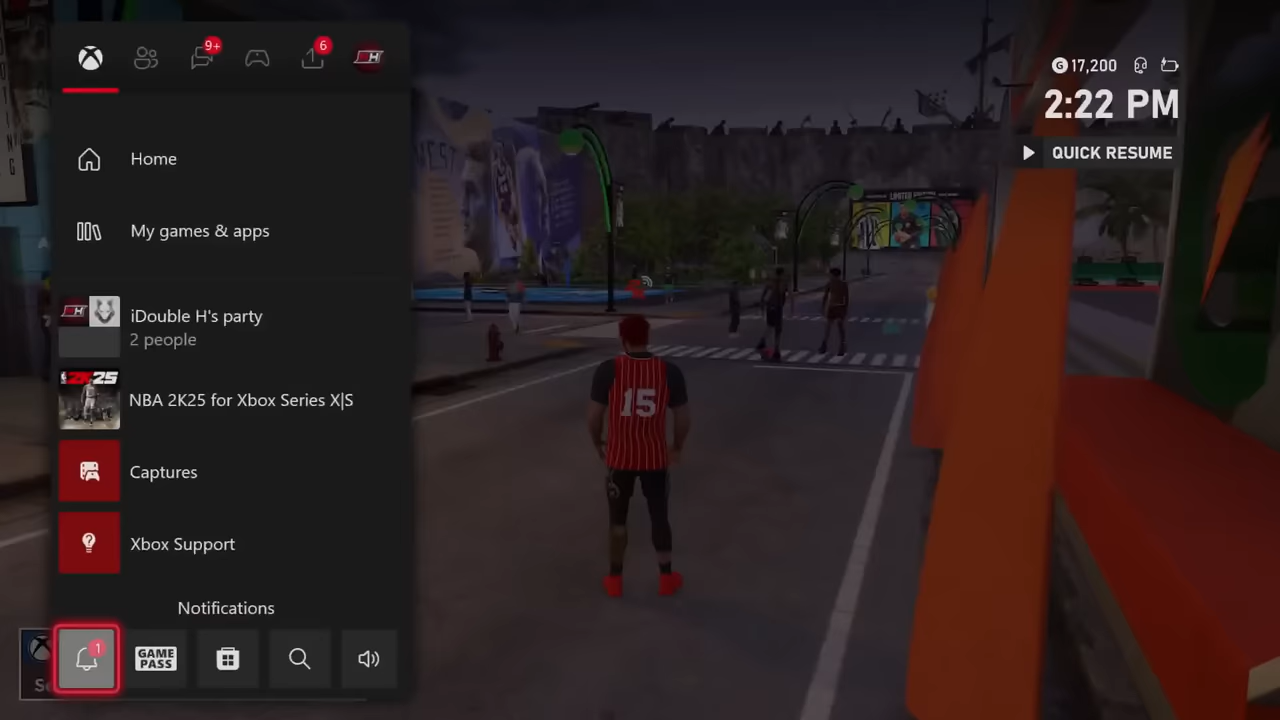 9+
6
17,200
2:22 PM
QUICK RESUME
Home
My games & apps
iDouble H's party
2 people
2K25
NBA 2K25 for Xbox Series X|S
Captures
Xbox Support
Notifications
1
GAME
PASS
15